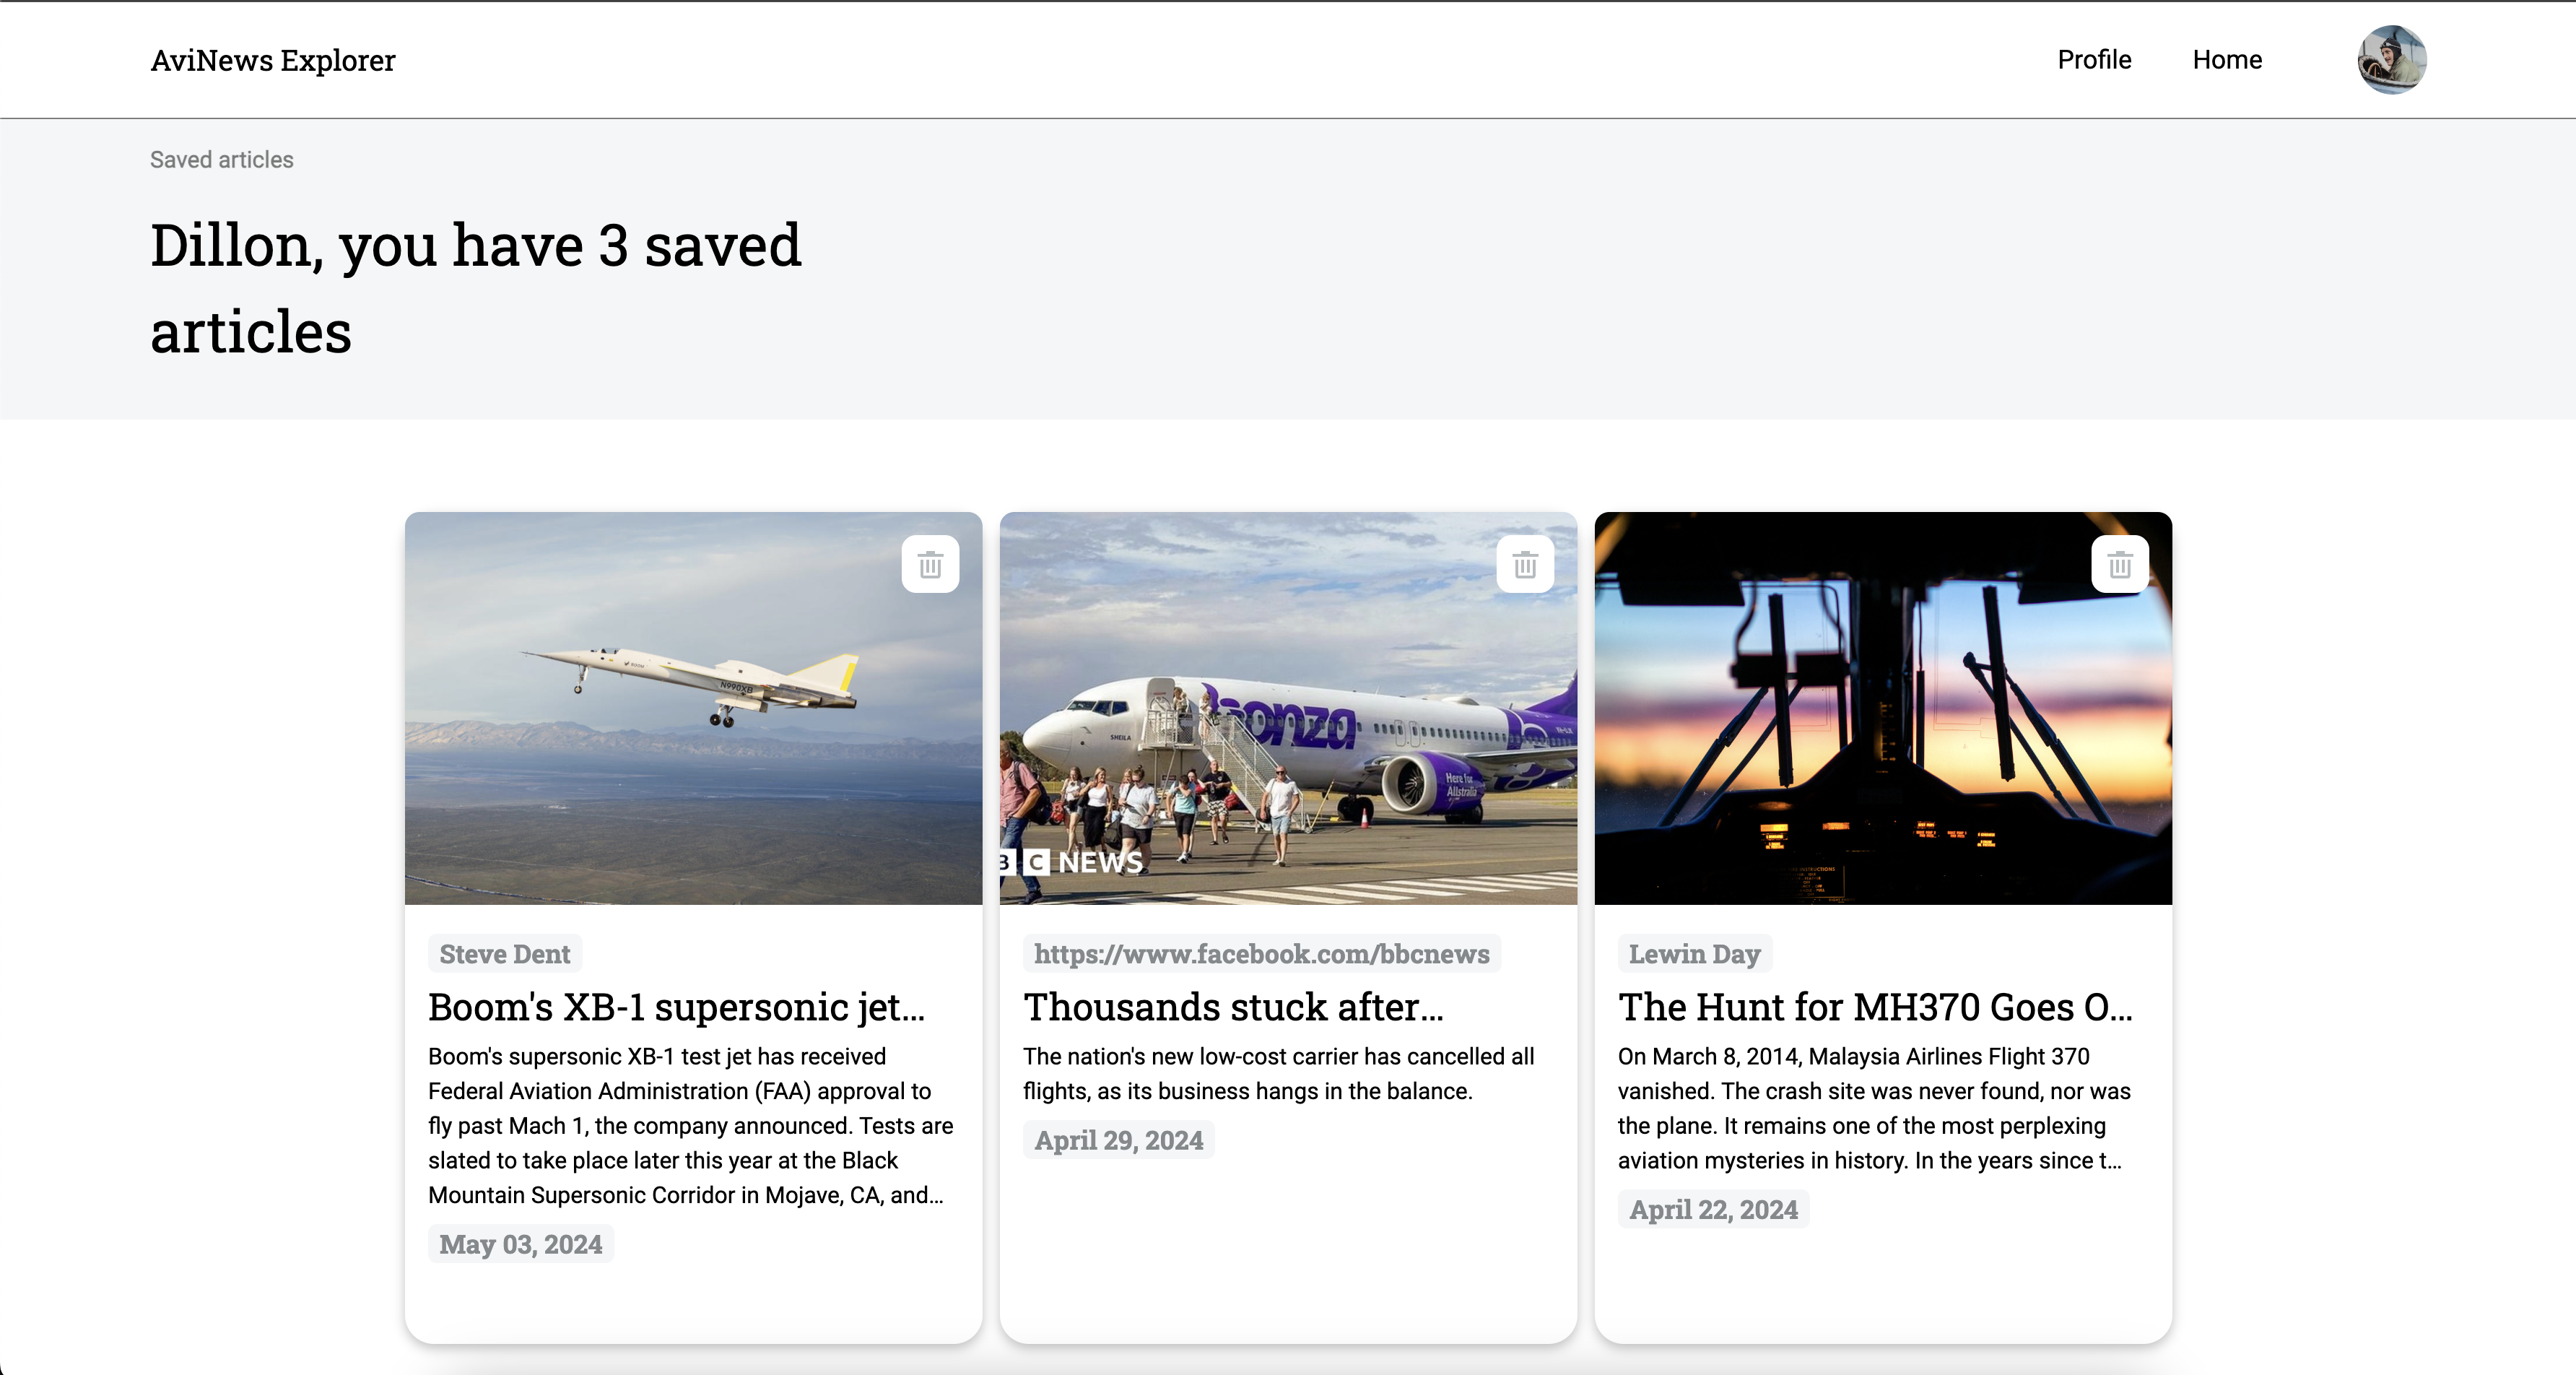 AviNews Explorer
Profile
Home
Saved articles
Dillon, you have 3 saved
articles
BOOM
N990XB
SHEILA
bonza
Here for
Allstralia
BBC NEWS
Steve Dent
Boom's XB-1 supersonic jet...
Boom's supersonic XB-1 test jet has received
Federal Aviation Administration (FAA) approval to
fly past Mach 1, the company announced. Tests are
slated to take place later this year at the Black
Mountain Supersonic Corridor in Mojave, CA, and...
May 03, 2024
https://www.facebook.com/bbcnews
Thousands stuck after...
The nation's new low-cost carrier has cancelled all
flights, as its business hangs in the balance.
April 29, 2024
Lewin Day
The Hunt for MH370 Goes O...
On March 8, 2014, Malaysia Airlines Flight 370
vanished. The crash site was never found, nor was
the plane. It remains one of the most perplexing
aviation mysteries in history. In the years since t...
April 22, 2024